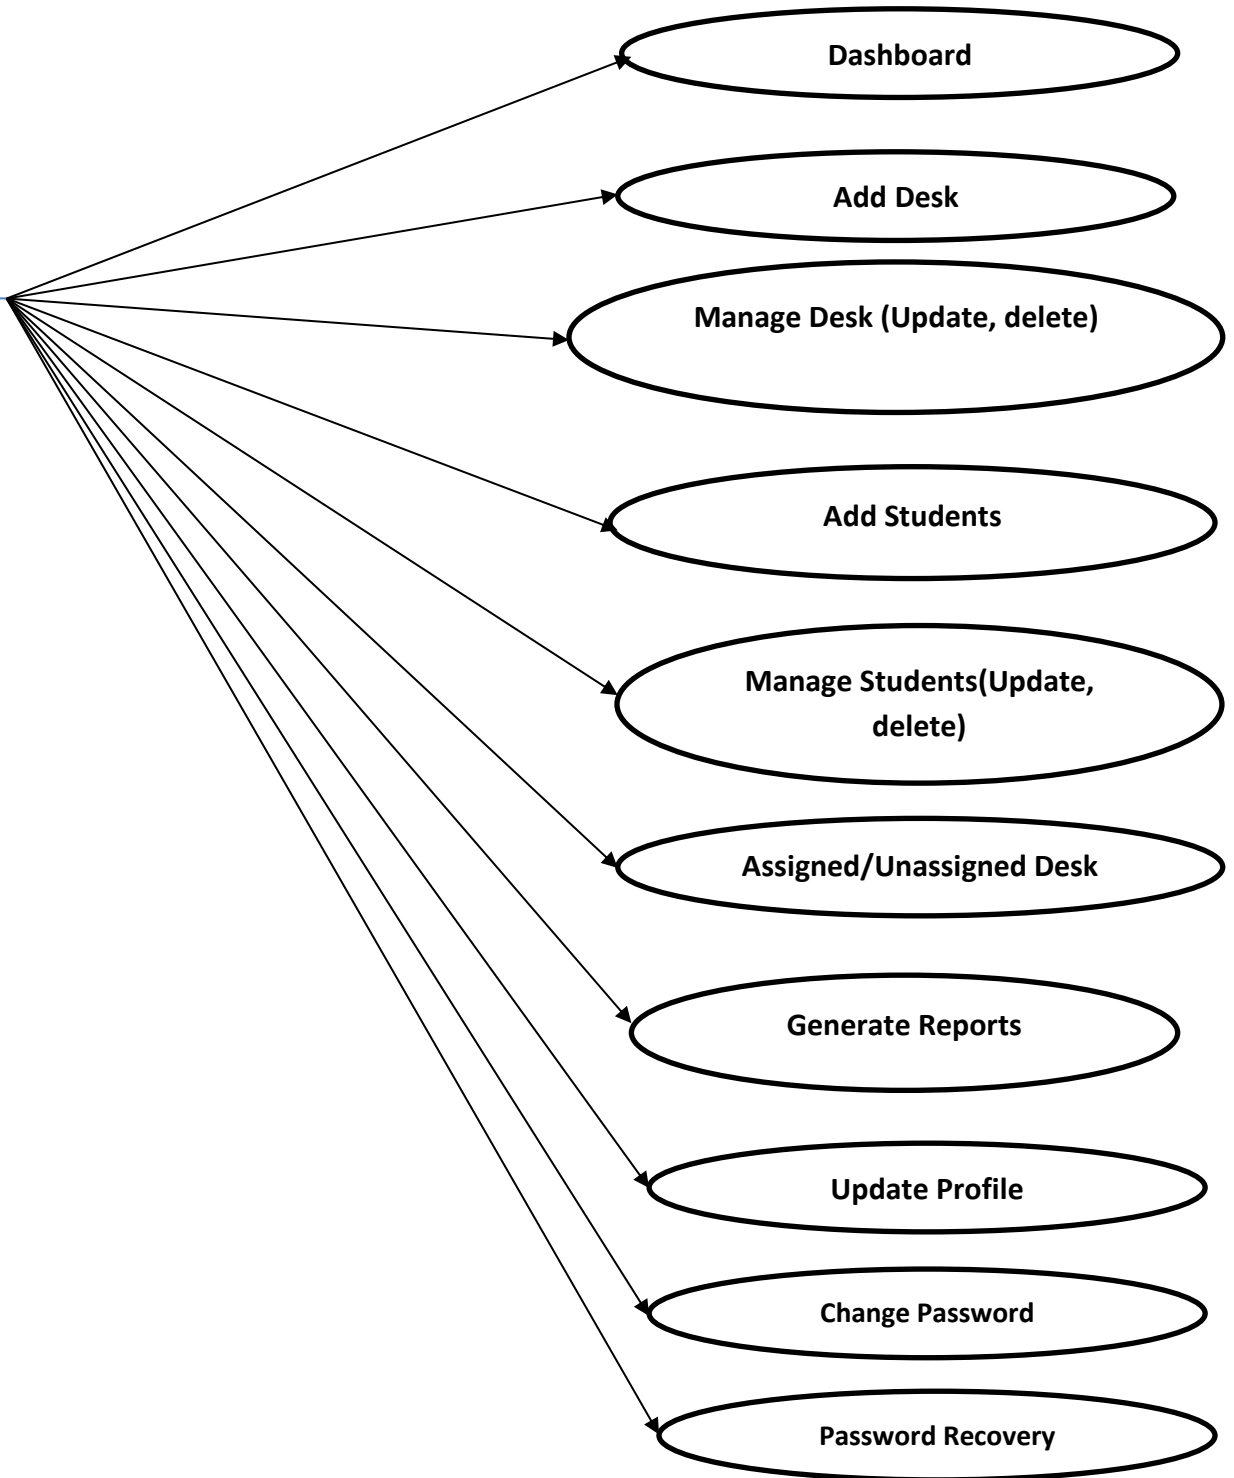 Dashboard
Add Desk
Manage Desk (Update, delete)
Add Students
Manage Students(Update,
delete)
Assigned/Unassigned Desk
Generate Reports
Update Profile
Change Password
Password Recovery